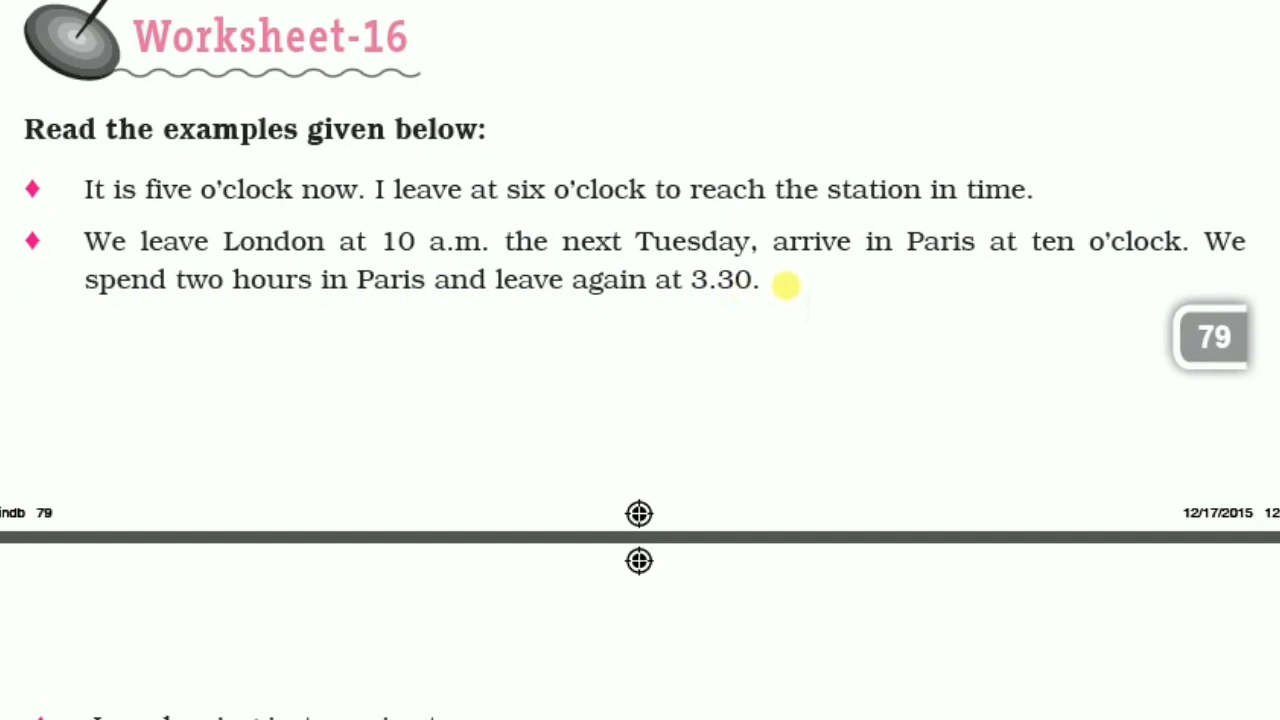 Worksheet-16
Read the examples given below:
♦ It is five o'clock now. I leave at six o'clock to reach the station in time.
♦ We leave London at 10 a.m. the next Tuesday, arrive in Paris at ten o'clock. We
spend two hours in Paris and leave again at 3.30.
79
indb 79
12/17/2015 12